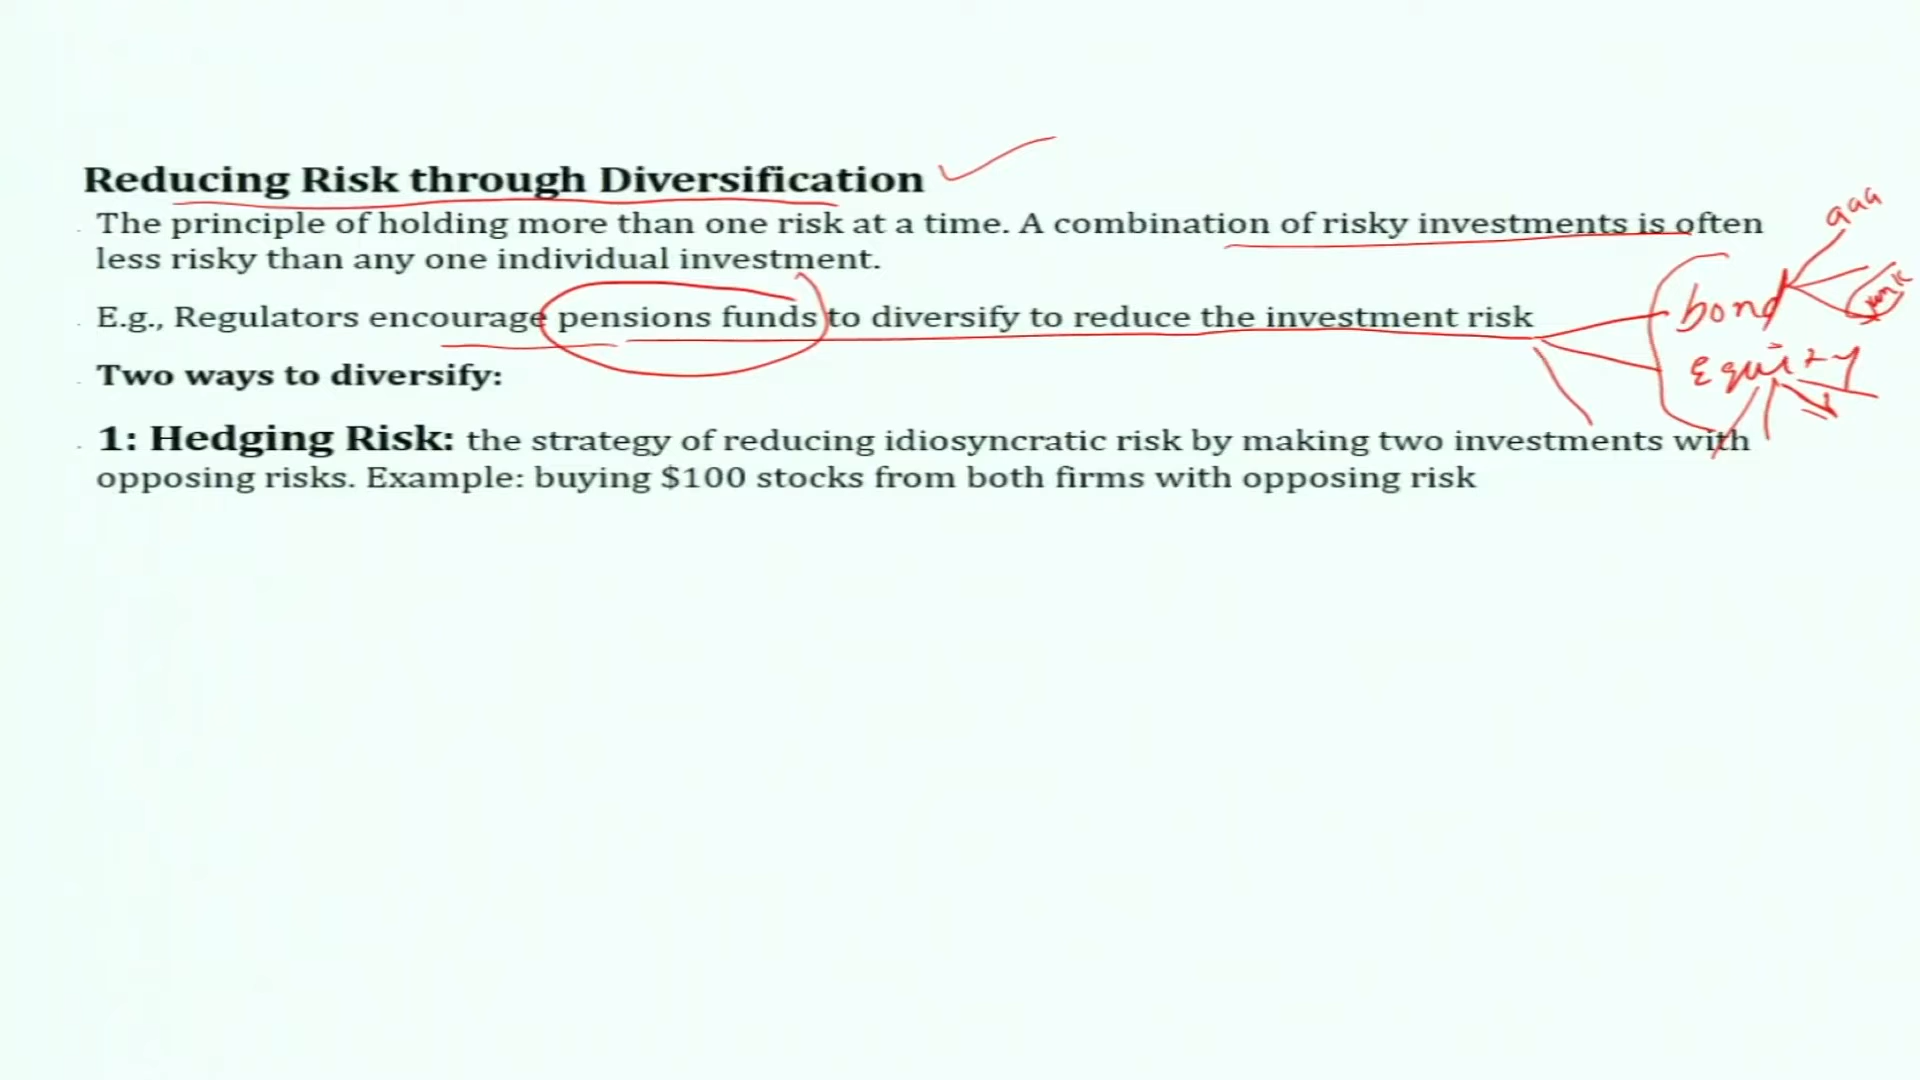 Reducing Risk through Diversification
The principle of holding more than one risk at a time. A combination of risky investments is often
less risky than any one individual investment.
E.g., Regulators encourage pensions funds to diversify to reduce the investment risk
Two ways to diversify:
1: Hedging Risk: the strategy of reducing idiosyncratic risk by making two investments with
opposing risks. Example: buying $100 stocks from both firms with opposing risk
aaa
bond
Equity